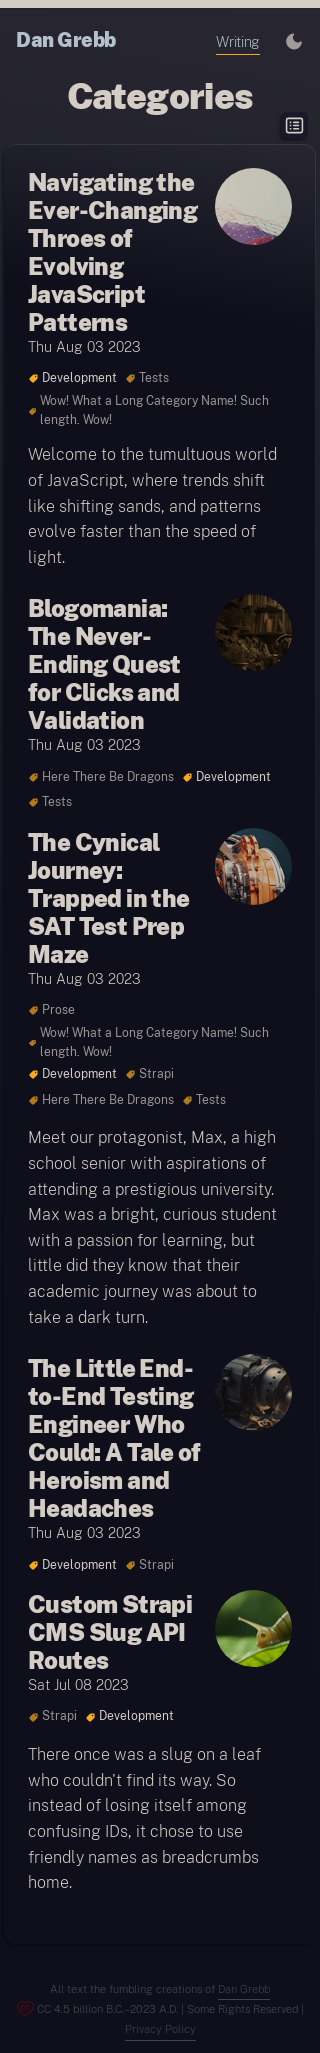 Dan Grebb
Writing
Categories
Navigating the
Ever-Changing
Throes of
Evolving
JavaScript
Patterns
Thu Aug 03 2023
Development Tests
Wow! What a Long Category Name! Such
length. Wow!
Welcome to the tumultuous world
of JavaScript, where trends shift
like shifting sands, and patterns
evolve faster than the speed of
light.
Blogomania:
The Never-
Ending Quest
for Clicks and
Validation
Thu Aug 03 2023
Here There Be Dragons Development
Tests
The Cynical
Journey:
Trapped in the
SAT Test Prep
Maze
Thu Aug 03 2023
Prose
Wow! What a Long Category Name! Such
length. Wow!
Development Strapi
Here There Be Dragons Tests
Meet our protagonist, Max, a high
school senior with aspirations of
attending a prestigious university.
Max was a bright, curious student
with a passion for learning, but
little did they know that their
academic journey was about to
take a dark turn.
The Little End-
to-End Testing
Engineer Who
Could: A Tale of
Heroism and
Headaches
Thu Aug 03 2023
Development Strapi
Custom Strapi
CMS Slug API
Routes
Sat Jul 08 2023
Strapi Development
There once was a slug on a leaf
who couldn't find its way. So
instead of losing itself among
confusing IDs, it chose to use
friendly names as breadcrumbs
home.
All text the fumbling creations of Dan Grebb
CC 4.5 billion B.C.–2023 A.D. | Some Rights Reserved |
Privacy Policy